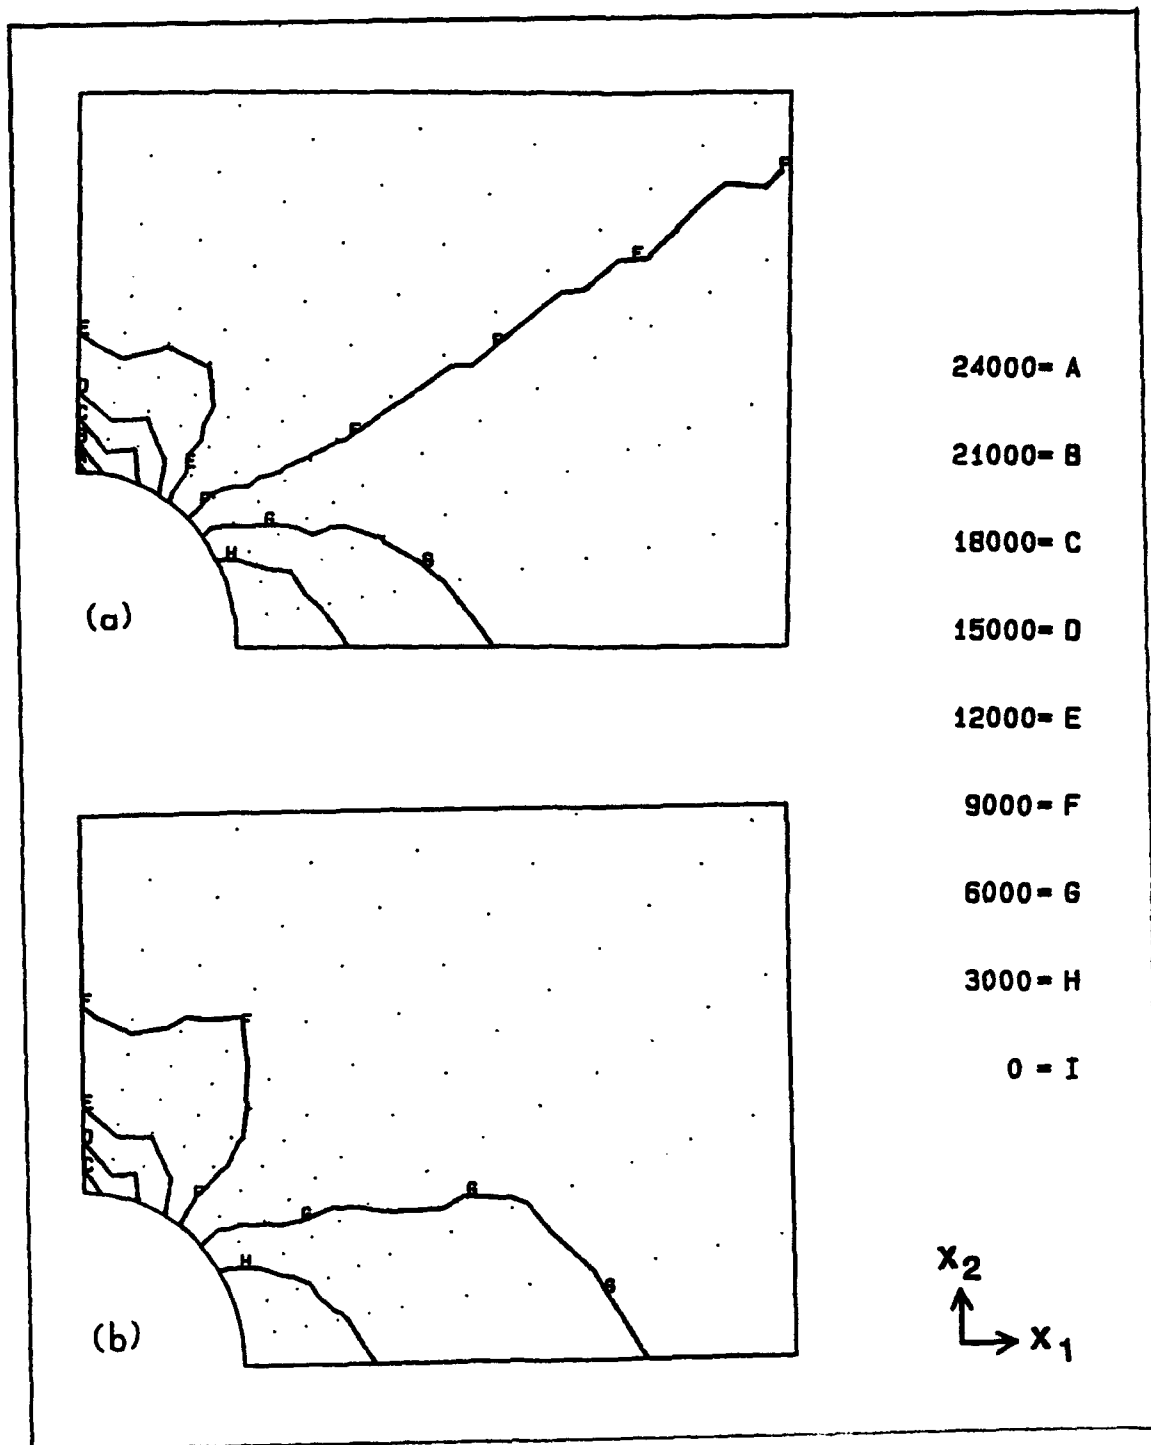 F
F
E
F
D
C
F
E
F
G
G
H
(a)
24000= A
21000= B
18000= C
15000= D
12000= E
9000= F
6000= G
3000= H
0 = I
F
F
E
D
C
F
G
G
H
G
(b)
X2
X1